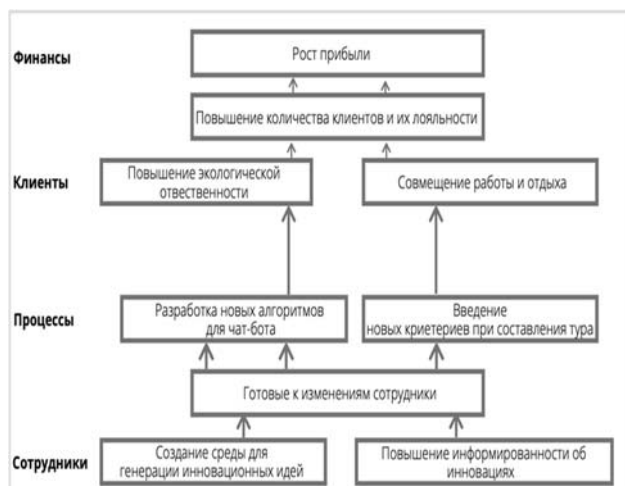 Финансы
Рост прибыли
Повышение количества клиентов и их лояльности
Клиенты
Повышение экологической
отвественности
Совмещение работы и отдыха
Процессы
Разработка новых алгоритмов
для чат-бота
Введение
новых криетериев при составления тура
Готовые к изменениям сотрудники
Сотрудники
Создание среды для
генерации инновационных идей
Повышение информированности об
инновациях